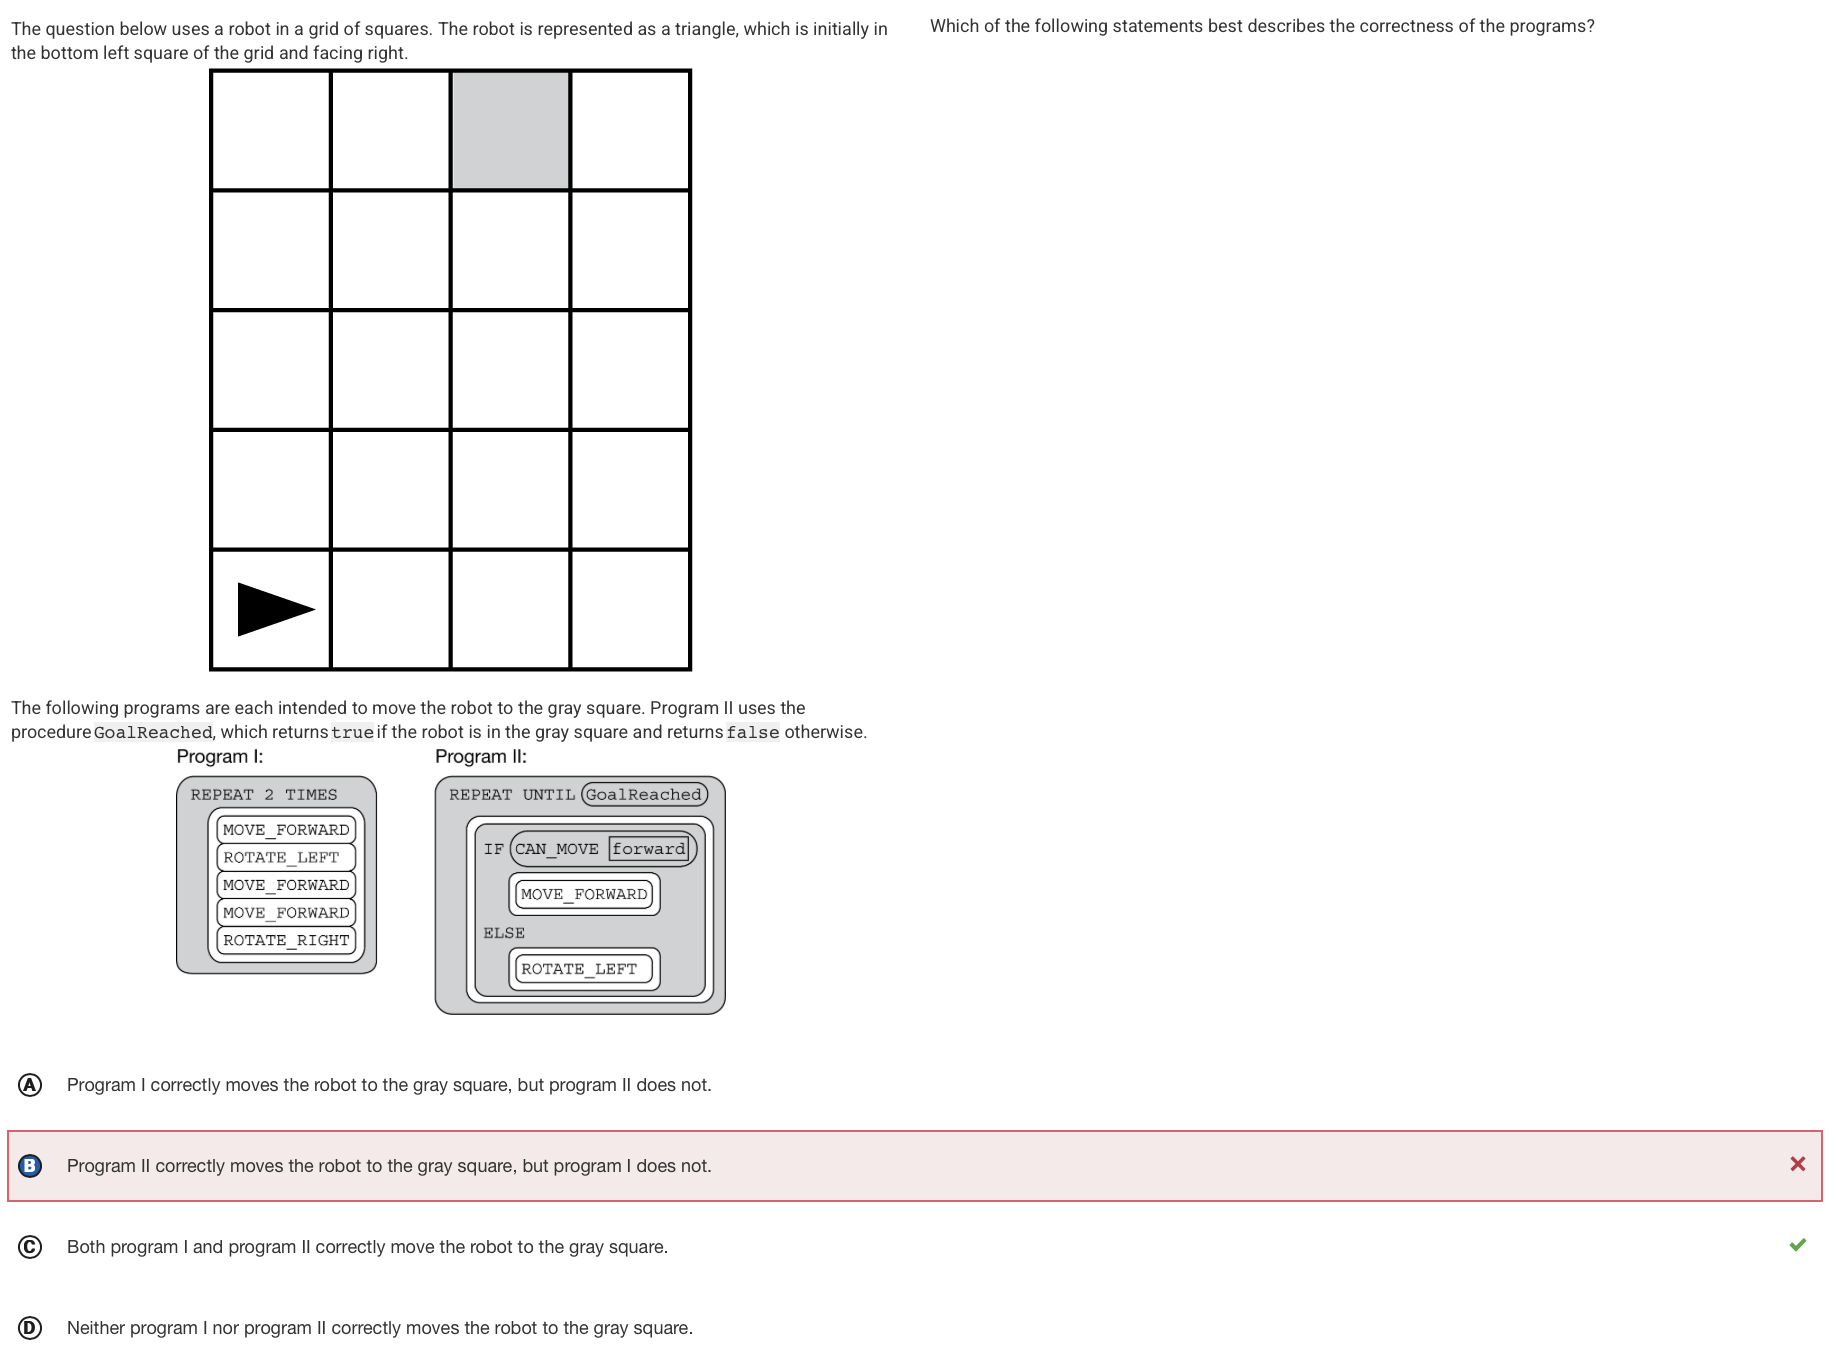 The question below uses a robot in a grid of squares. The robot is represented as a triangle, which is initially in
the bottom left square of the grid and facing right.
The following programs are each intended to move the robot to the gray square. Program II uses the
procedure GoalReached, which returns true if the robot is in the gray square and returns false otherwise.
Program I:
REPEAT 2 TIMES
MOVE_FORWARD
ROTATE_LEFT
MOVE_FORWARD
MOVE_FORWARD
ROTATE_RIGHT
Program II:
REPEAT UNTIL GoalReached
IF CAN_MOVE forward
MOVE_FORWARD
ELSE
ROTATE_LEFT
Which of the following statements best describes the correctness of the programs?
A Program I correctly moves the robot to the gray square, but program II does not.
B Program II correctly moves the robot to the gray square, but program I does not.
C Both program I and program II correctly move the robot to the gray square.
D Neither program I nor program II correctly moves the robot to the gray square.